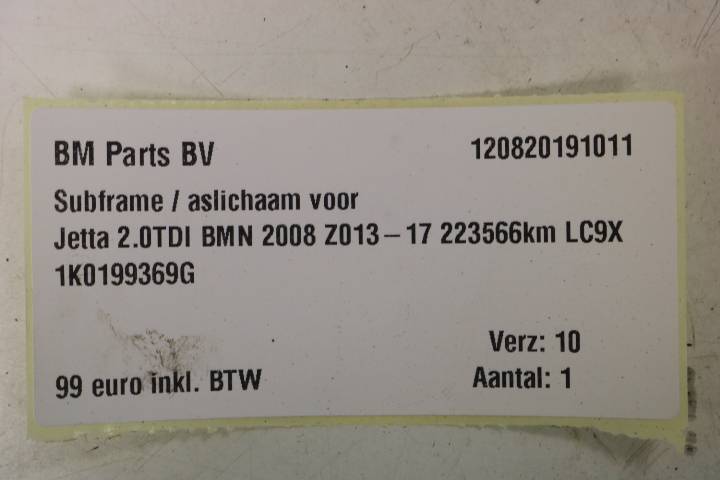 BM Parts BV 120820191011
Subframe / aslichaam voor
Jetta 2.0TDI BMN 2008 Z013-17 223566km LC9X
1K0199369G
Verz: 10
99 euro inkl. BTW Aantal: 1